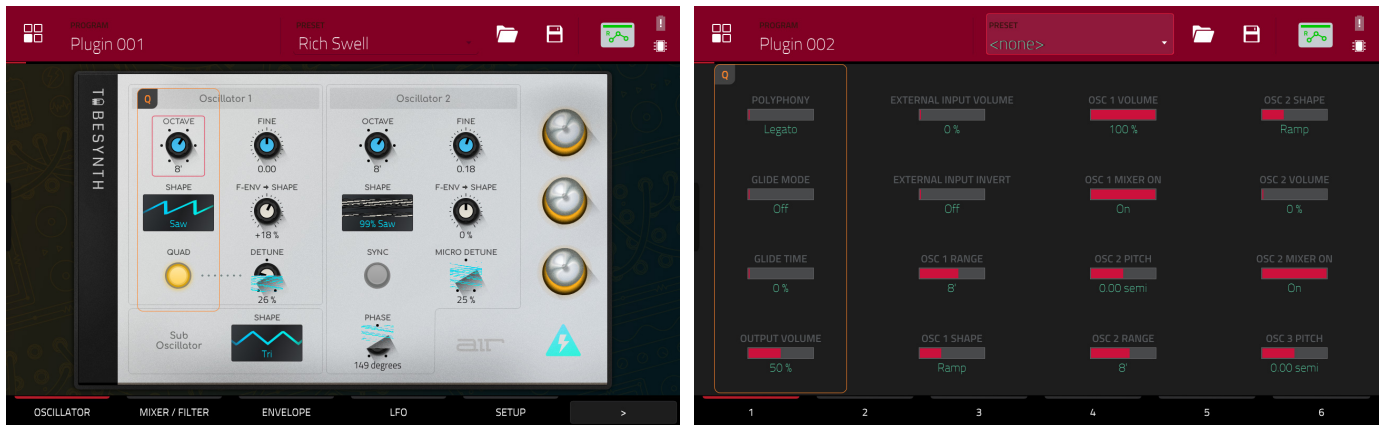 PROGRAM
PRESET
Plugin 001
Rich Swell
TUBESYNTH
Q
Oscillator 1
Oscillator 2
OCTAVE
FINE
OCTAVE
FINE
8'
0.00
8'
0.18
SHAPE
F-ENV → SHAPE
SHAPE
F-ENV → SHAPE
Saw
+18 %
99% Saw
0 %
QUAD
DETUNE
SYNC
MICRO DETUNE
26 %
25 %
Sub
Oscillator
SHAPE
PHASE
Tri
149 degrees
air
OSCILLATOR
MIXER / FILTER
ENVELOPE
LFO
SETUP
>
PROGRAM
PRESET
Plugin 002
<none>
Q
POLYPHONY
EXTERNAL INPUT VOLUME
OSC 1 VOLUME
OSC 2 SHAPE
Legato
0 %
100 %
Ramp
GLIDE MODE
EXTERNAL INPUT INVERT
OSC 1 MIXER ON
OSC 2 VOLUME
Off
Off
On
0 %
GLIDE TIME
OSC 1 RANGE
OSC 2 PITCH
OSC 2 MIXER ON
0 %
8'
0.00 semi
On
OUTPUT VOLUME
OSC 1 SHAPE
OSC 2 RANGE
OSC 3 PITCH
50 %
Ramp
8'
0.00 semi
1
2
3
4
5
6